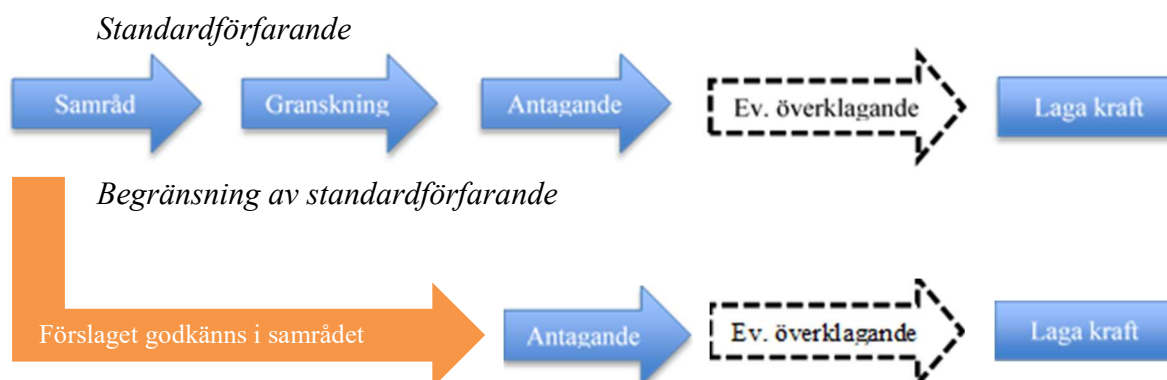 Standardförfarande
Samråd
Granskning
Antagande
Ev. överklagande
Laga kraft
Begränsning av standardförfarande
Förslaget godkänns i samrådet
Antagande
Ev. överklagande
Laga kraft